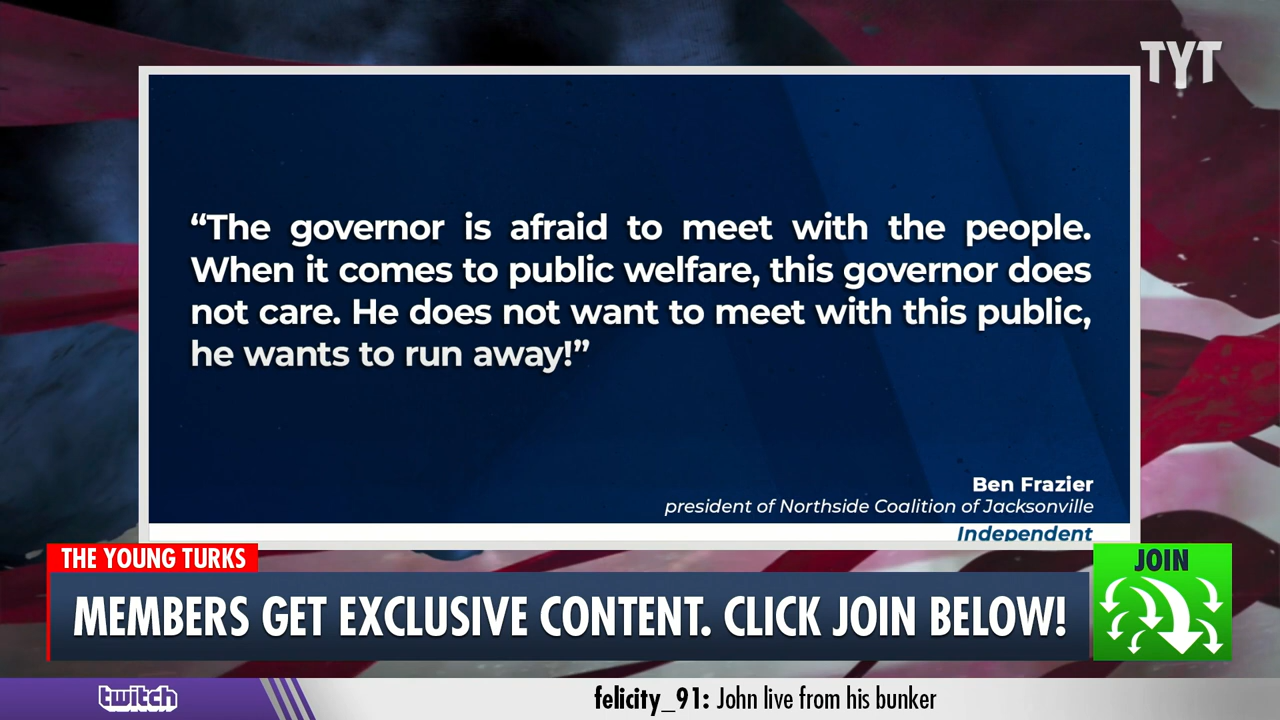 TYT
“The governor is afraid to meet with the people.
When it comes to public welfare, this governor does
not care. He does not want to meet with this public,
he wants to run away!”
Ben Frazier
president of Northside Coalition of Jacksonville
Independent
THE YOUNG TURKS
JOIN
MEMBERS GET EXCLUSIVE CONTENT. CLICK JOIN BELOW!
twitch
felicity_91: John live from his bunker